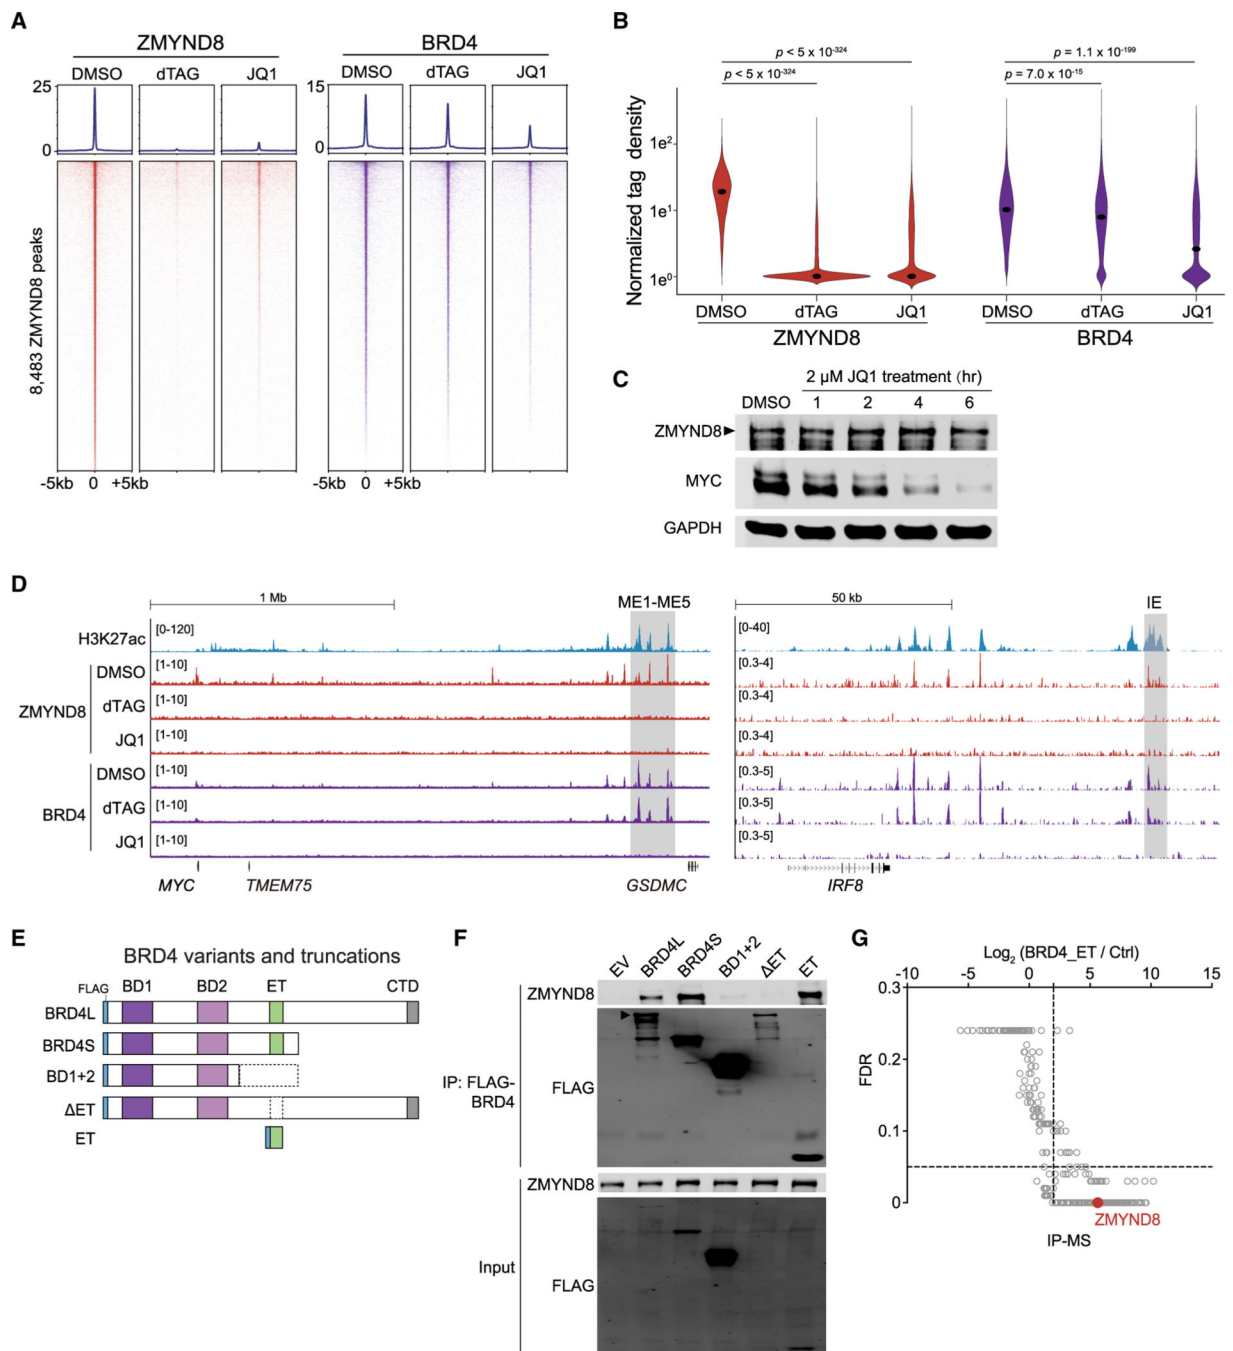 A
ZMYND8
BRD4
DMSO dTAG JQ1
DMSO dTAG JQ1
25
0
15
0
8,483 ZMYND8 peaks
-5kb 0 +5kb
-5kb 0 +5kb
B
p < 5 x 10-324
p < 5 x 10-324
p = 1.1 x 10-199
p = 7.0 x 10-15
Normalized tag density
1e2
1e1
1e0
DMSO dTAG JQ1
DMSO dTAG JQ1
ZMYND8
BRD4
C
2 µM JQ1 treatment (hr)
DMSO 1 2 4 6
ZMYND8
MYC
GAPDH
D
1 Mb
ME1-ME5
50 kb
IE
H3K27ac
[0-120]
[0-40]
ZMYND8
DMSO
[1-10]
[0.3-4]
dTAG
[1-10]
[0.3-4]
JQ1
[1-10]
[0.3-4]
BRD4
DMSO
[1-10]
[0.3-5]
dTAG
[1-10]
[0.3-5]
JQ1
[1-10]
[0.3-5]
MYC TMEM75 GSDMC
IRF8
E
BRD4 variants and truncations
FLAG BD1 BD2 ET CTD
BRD4L
BRD4S
BD1+2
ΔET
ET
F
EV BRD4L BRD4S BD1+2 ΔET ET
ZMYND8
IP: FLAG-
BRD4
FLAG
ZMYND8
Input
FLAG
G
Log2 (BRD4_ET / Ctrl)
-10 -5 0 5 10 15
0.3
0.2
0.1
0
FDR
ZMYND8
IP-MS